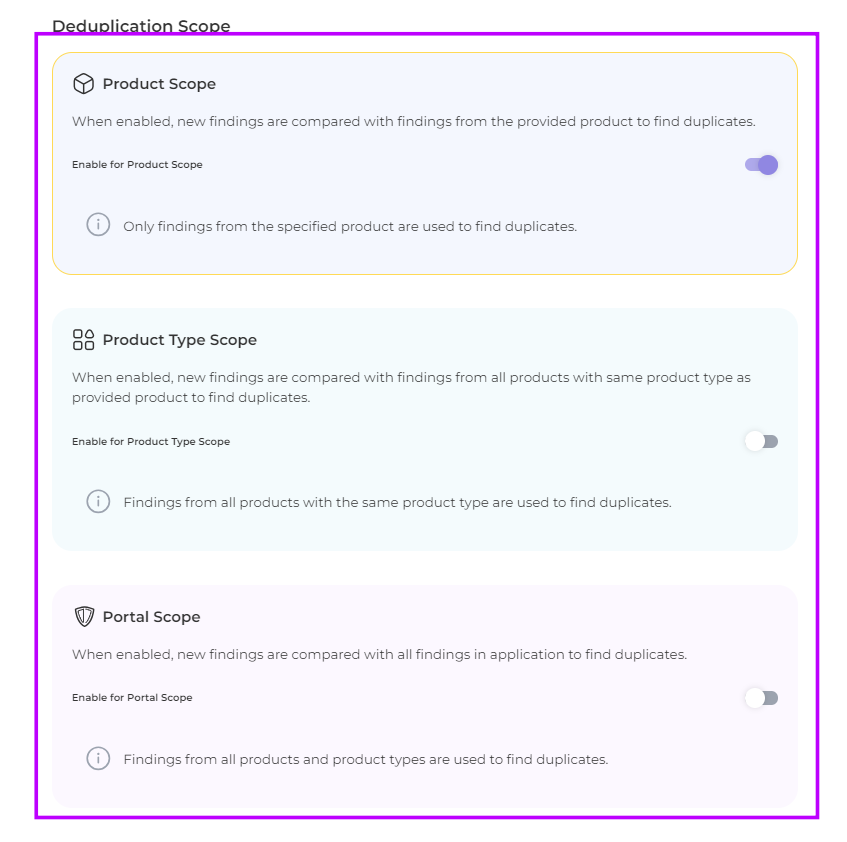 Deduplication Scope
Product Scope
When enabled, new findings are compared with findings from the provided product to find duplicates.
Enable for Product Scope
Only findings from the specified product are used to find duplicates.
Product Type Scope
When enabled, new findings are compared with findings from all products with same product type as
provided product to find duplicates.
Enable for Product Type Scope
Findings from all products with the same product type are used to find duplicates.
Portal Scope
When enabled, new findings are compared with all findings in application to find duplicates.
Enable for Portal Scope
Findings from all products and product types are used to find duplicates.